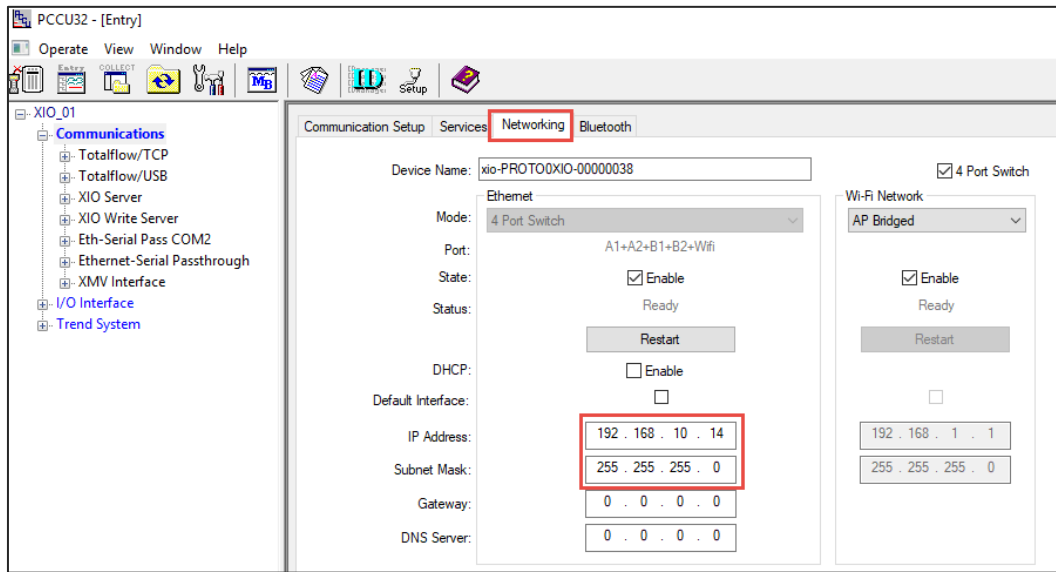 PCCU32 - [Entry]
Operate View Window Help
Entry COLLECT MB Setup
XIO_01
Communications
Totalflow/TCP
Totalflow/USB
XIO Server
XIO Write Server
Eth-Serial Pass COM2
Ethernet-Serial Passthrough
XMV Interface
I/O Interface
Trend System
Communication Setup Services Networking Bluetooth
Device Name: xio-PROTO0XIO-00000038 4 Port Switch
Ethernet Wi-Fi Network
Mode: 4 Port Switch AP Bridged
Port: A1+A2+B1+B2+Wifi
State: Enable Enable
Status: Ready Ready
Restart Restart
DHCP: Enable
Default Interface:
IP Address: 192 . 168 . 10 . 14 192 . 168 . 1 . 1
Subnet Mask: 255 . 255 . 255 . 0 255 . 255 . 255 . 0
Gateway: 0 . 0 . 0 . 0
DNS Server: 0 . 0 . 0 . 0